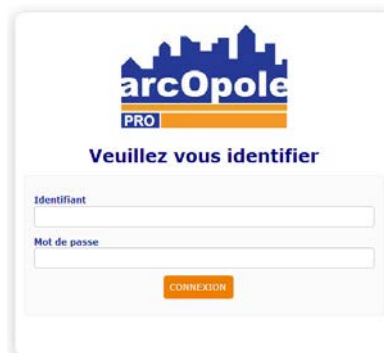 arcOpole
PRO
Veuillez vous identifier
Identifiant
Mot de passe
CONNEXION